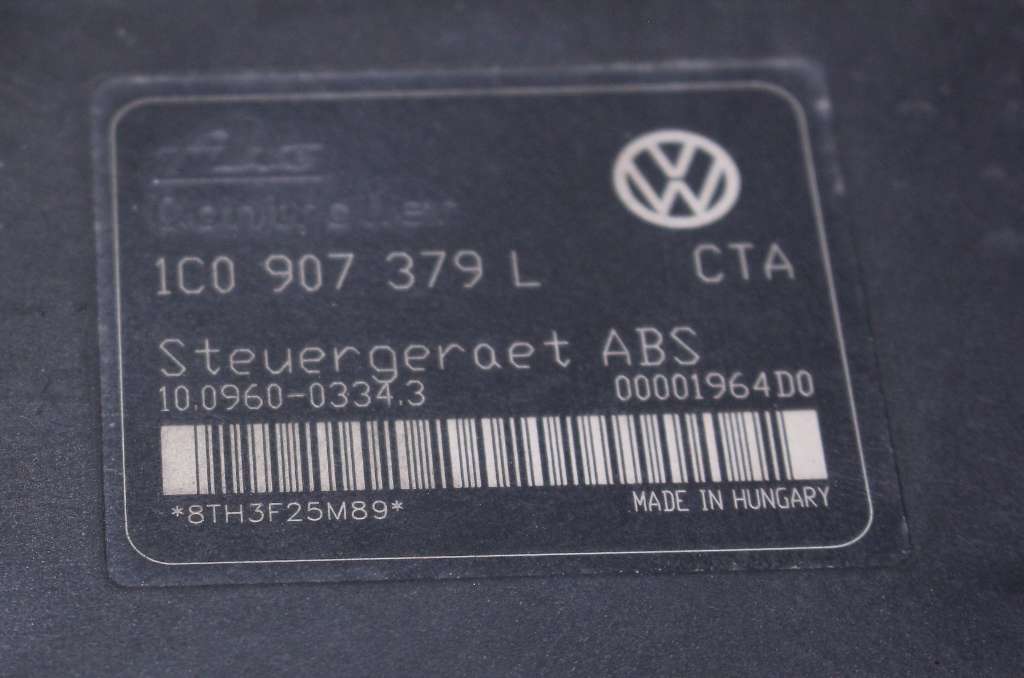 1C0 907 379 L CTA
Steuergeraet ABS
10.0960-0334.3 00001964D0
*8TH3F25M89* MADE IN HUNGARY